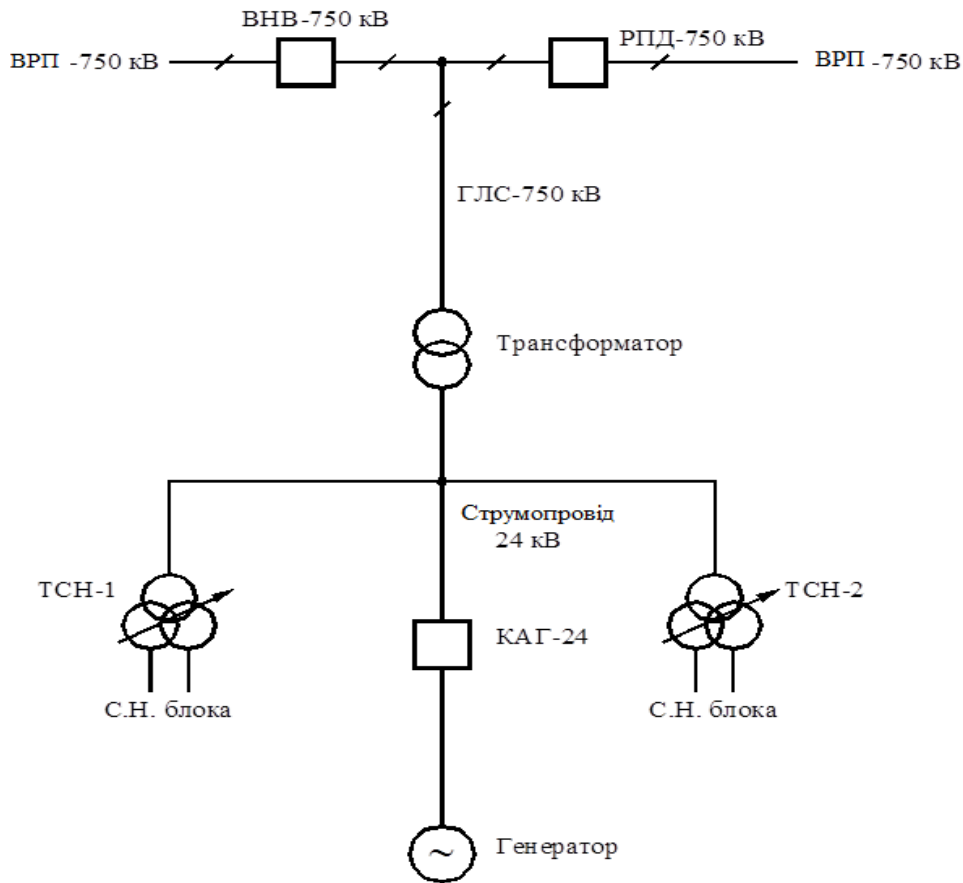 ВНВ-750 кВ
РПД-750 кВ
ВРП -750 кВ
ВРП -750 кВ
ГЛС-750 кВ
Трансформатор
Струмопровід
24 кВ
ТСН-1
ТСН-2
КАГ-24
С.Н. блока
С.Н. блока
Генератор
~